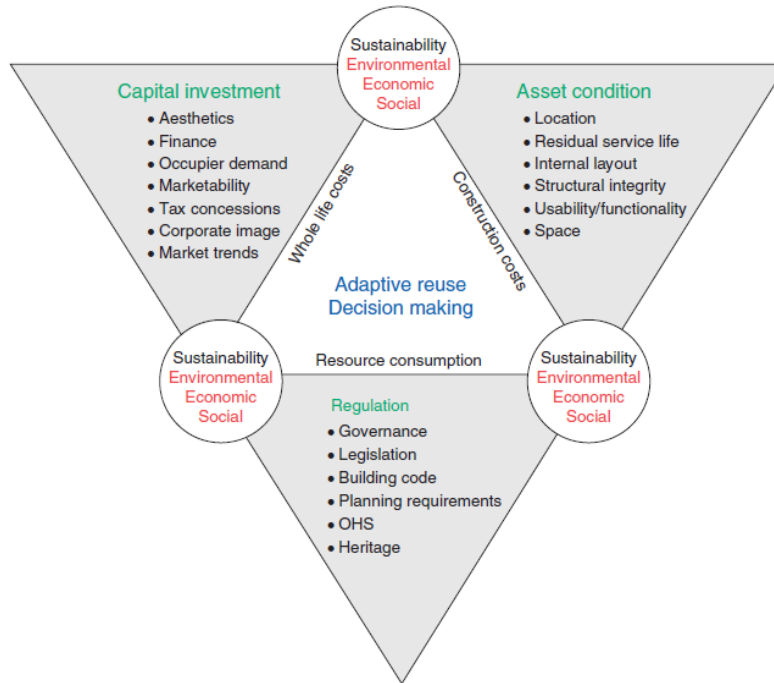 Sustainability
Environmental
Economic
Social
Capital investment
• Aesthetics
• Finance
• Occupier demand
• Marketability
• Tax concessions
• Corporate image
• Market trends
Asset condition
• Location
• Residual service life
• Internal layout
• Structural integrity
• Usability/functionality
• Space
Whole life costs
Construction costs
Adaptive reuse
Decision making
Sustainability
Environmental
Economic
Social
Resource consumption
Sustainability
Environmental
Economic
Social
Regulation
• Governance
• Legislation
• Building code
• Planning requirements
• OHS
• Heritage